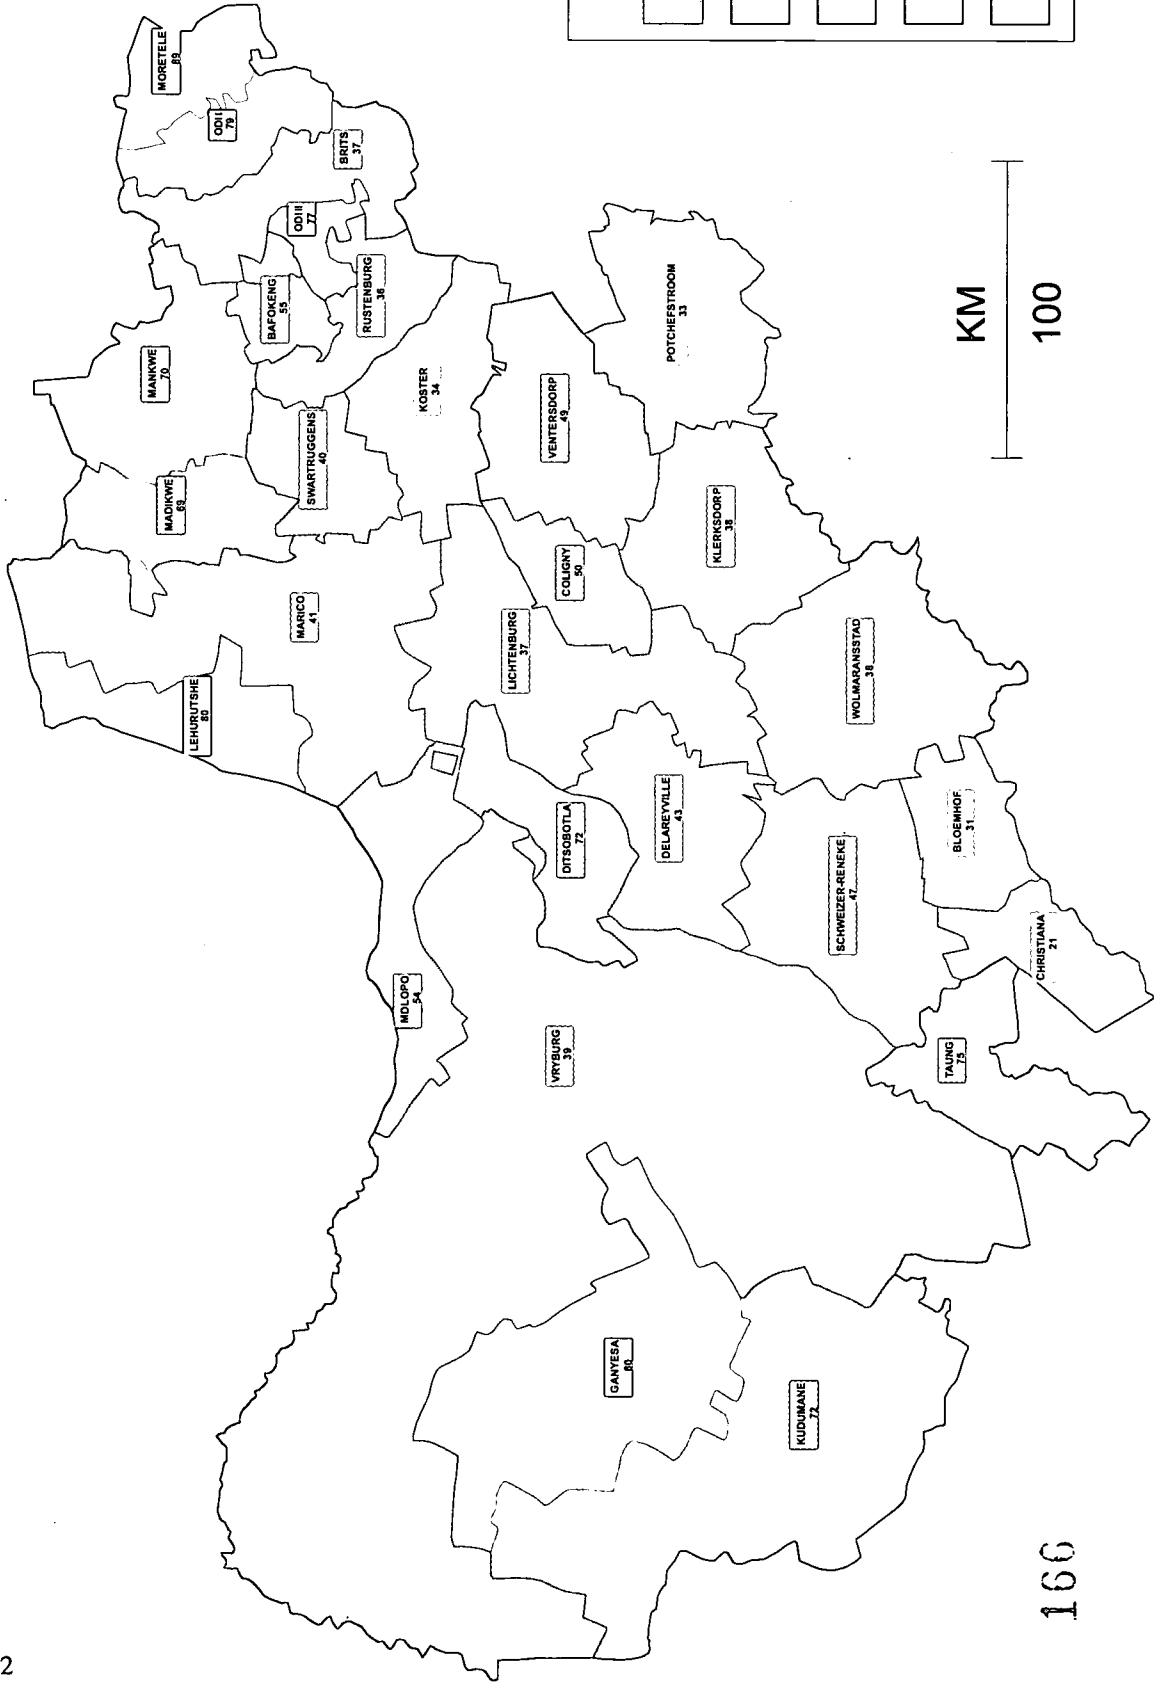 MORETELE
89
ODI I
79
BRITS
37
ODI II
77
BAFOKENG
55
RUSTENBURG
36
MANKWE
70
KOSTER
34
SWARTRUGGENS
40
MADIKWE
69
VENTERSDORP
49
POTCHEFSTROOM
33
KLERKSDORP
38
COLIGNY
50
MARICO
41
LICHTENBURG
37
LEHURUTSHE
80
WOLMARANSSTAD
38
DELAREYVILLE
43
DITSOBOTLA
72
BLOEMHOF
31
SCHWEIZER-RENEKE
47
CHRISTIANA
21
MDLOPO
54
VRYBURG
39
TAUNG
75
GANYESA
80
KUDUMANE
72
KM
100
166
2